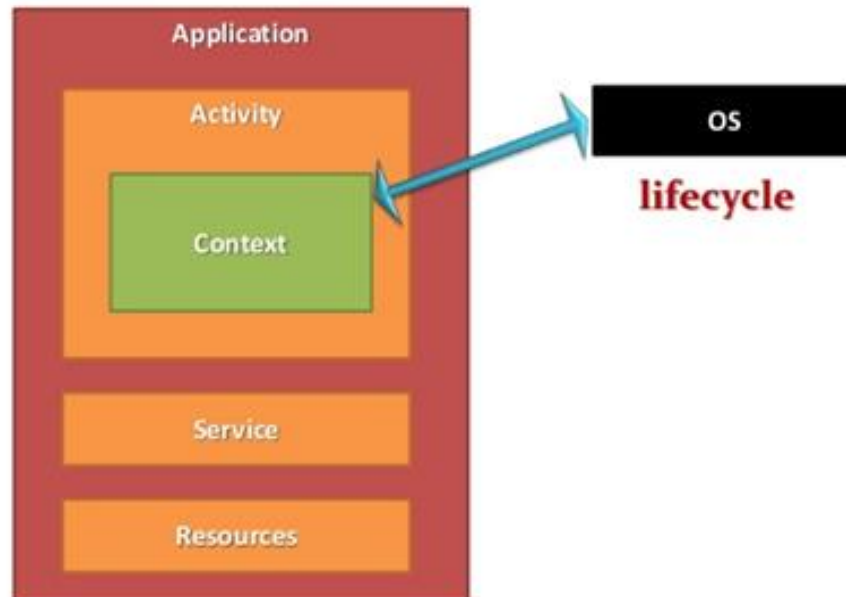 Application
Activity
OS
lifecycle
Context
Service
Resources